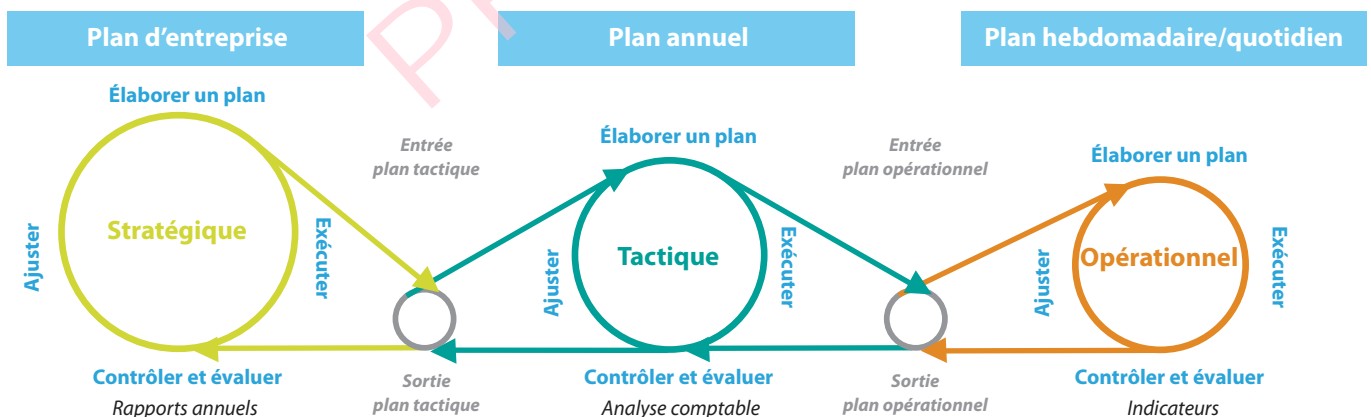 Plan d’entreprise
Plan annuel
Plan hebdomadaire/quotidien
Élaborer un plan
Stratégique
Ajuster
Exécuter
Contrôler et évaluer
Rapports annuels
Entrée
plan tactique
Sortie
plan tactique
Élaborer un plan
Tactique
Ajuster
Exécuter
Contrôler et évaluer
Analyse comptable
Entrée
plan opérationnel
Sortie
plan opérationnel
Élaborer un plan
Opérationnel
Ajuster
Exécuter
Contrôler et évaluer
Indicateurs